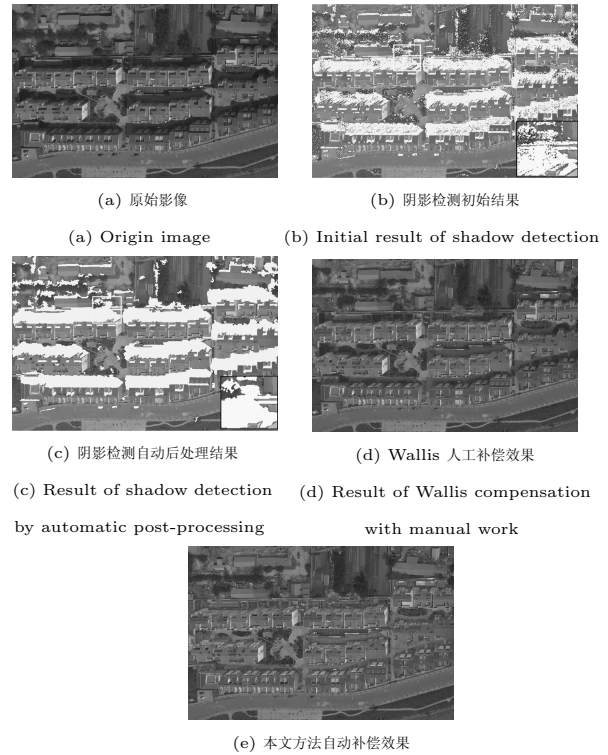 (a) 原始影像
(b) 阴影检测初始结果
(a) Origin image
(b) Initial result of shadow detection
(c) 阴影检测自动后处理结果
(d) Wallis 人工补偿效果
(c) Result of shadow detection
by automatic post-processing
(d) Result of Wallis compensation
with manual work
(e) 本文方法自动补偿效果